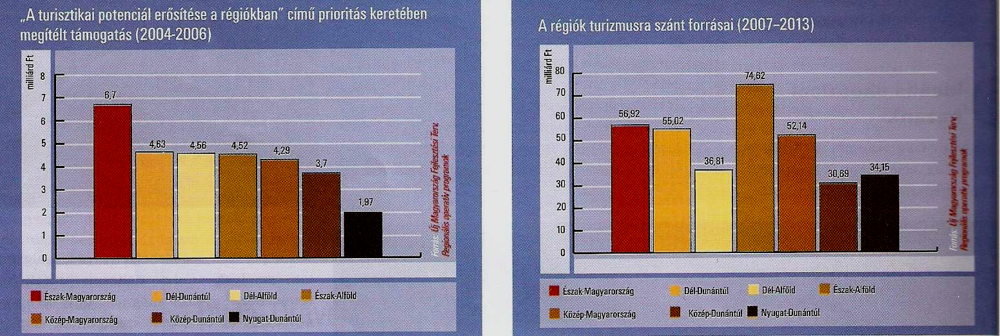 „A turisztikai potenciál erősítése a régiókban” című prioritás keretében
megítélt támogatás (2004-2006)
milliárd Ft
8
7
6
5
4
3
2
1
0
6,7
4,63
4,56
4,52
4,29
3,7
1,97
Forrás: Új Magyarország Fejlesztési Terv,
Regionális operatív programok
Észak-Magyarország
Dél-Dunántúl
Dél-Alföld
Észak-Alföld
Közép-Magyarország
Közép-Dunántúl
Nyugat-Dunántúl
A régiók turizmusra szánt forrásai (2007–2013)
milliárd Ft
80
70
60
50
40
30
20
10
0
56,92
55,02
36,81
74,62
52,14
30,69
34,15
Forrás: Új Magyarország Fejlesztési Terv,
Regionális operatív programok
Észak-Magyarország
Dél-Dunántúl
Dél-Alföld
Észak-Alföld
Közép-Magyarország
Közép-Dunántúl
Nyugat-Dunántúl